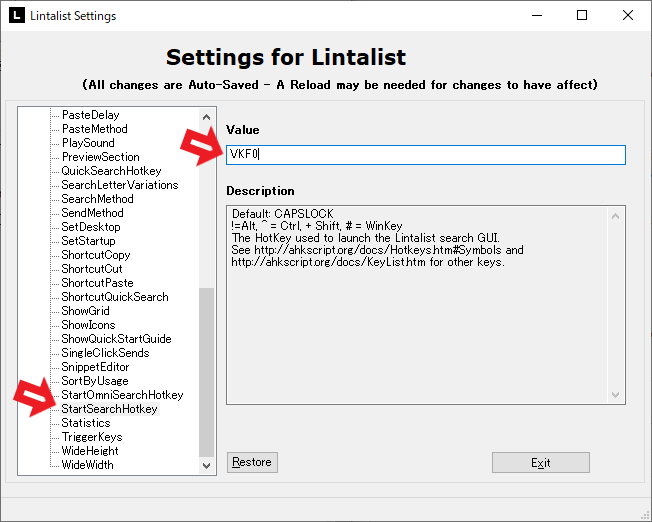 L Lintalist Settings
Settings for Lintalist
(All changes are Auto-Saved - A Reload may be needed for changes to have affect)
PasteDelay
PasteMethod
PlaySound
PreviewSection
QuickSearchHotkey
SearchLetterVariations
SearchMethod
SendMethod
SetDesktop
SetStartup
ShortcutCopy
ShortcutCut
ShortcutPaste
ShortcutQuickSearch
ShowGrid
ShowIcons
ShowQuickStartGuide
SingleClickSends
SnippetEditor
SortByUsage
StartOmniSearchHotkey
StartSearchHotkey
Statistics
TriggerKeys
WideHeight
WideWidth
Value
VKF0
Description
Default: CAPSLOCK
!=Alt, ^ = Ctrl, + Shift, # = WinKey
The HotKey used to launch the Lintalist search GUI.
See http://ahkscript.org/docs/Hotkeys.htm#Symbols and
http://ahkscript.org/docs/KeyList.htm for other keys.
Restore
Exit